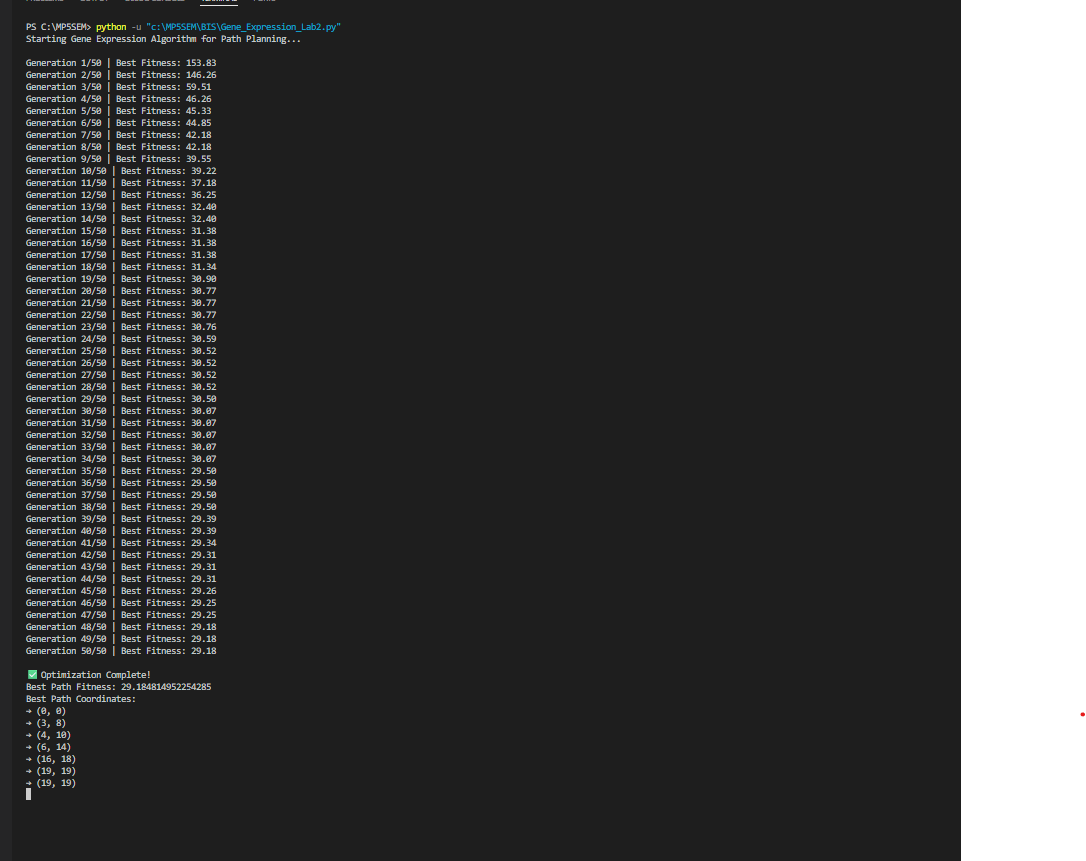 PS C:\MP5SEM> python -u "c:\MP5SEM\BIS\Gene_Expression_Lab2.py"
Starting Gene Expression Algorithm for Path Planning...
Generation 1/50 | Best Fitness: 153.83
Generation 2/50 | Best Fitness: 146.26
Generation 3/50 | Best Fitness: 59.51
Generation 4/50 | Best Fitness: 46.26
Generation 5/50 | Best Fitness: 45.33
Generation 6/50 | Best Fitness: 44.85
Generation 7/50 | Best Fitness: 42.18
Generation 8/50 | Best Fitness: 42.18
Generation 9/50 | Best Fitness: 39.55
Generation 10/50 | Best Fitness: 39.22
Generation 11/50 | Best Fitness: 37.18
Generation 12/50 | Best Fitness: 36.25
Generation 13/50 | Best Fitness: 32.40
Generation 14/50 | Best Fitness: 32.40
Generation 15/50 | Best Fitness: 31.38
Generation 16/50 | Best Fitness: 31.38
Generation 17/50 | Best Fitness: 31.38
Generation 18/50 | Best Fitness: 31.34
Generation 19/50 | Best Fitness: 30.90
Generation 20/50 | Best Fitness: 30.77
Generation 21/50 | Best Fitness: 30.77
Generation 22/50 | Best Fitness: 30.77
Generation 23/50 | Best Fitness: 30.76
Generation 24/50 | Best Fitness: 30.59
Generation 25/50 | Best Fitness: 30.52
Generation 26/50 | Best Fitness: 30.52
Generation 27/50 | Best Fitness: 30.52
Generation 28/50 | Best Fitness: 30.52
Generation 29/50 | Best Fitness: 30.50
Generation 30/50 | Best Fitness: 30.07
Generation 31/50 | Best Fitness: 30.07
Generation 32/50 | Best Fitness: 30.07
Generation 33/50 | Best Fitness: 30.07
Generation 34/50 | Best Fitness: 30.07
Generation 35/50 | Best Fitness: 29.50
Generation 36/50 | Best Fitness: 29.50
Generation 37/50 | Best Fitness: 29.50
Generation 38/50 | Best Fitness: 29.50
Generation 39/50 | Best Fitness: 29.39
Generation 40/50 | Best Fitness: 29.39
Generation 41/50 | Best Fitness: 29.34
Generation 42/50 | Best Fitness: 29.31
Generation 43/50 | Best Fitness: 29.31
Generation 44/50 | Best Fitness: 29.31
Generation 45/50 | Best Fitness: 29.26
Generation 46/50 | Best Fitness: 29.25
Generation 47/50 | Best Fitness: 29.25
Generation 48/50 | Best Fitness: 29.18
Generation 49/50 | Best Fitness: 29.18
Generation 50/50 | Best Fitness: 29.18
✅ Optimization Complete!
Best Path Fitness: 29.184814952254285
Best Path Coordinates:
→ (0, 0)
→ (3, 8)
→ (4, 10)
→ (6, 14)
→ (16, 18)
→ (19, 19)
→ (19, 19)